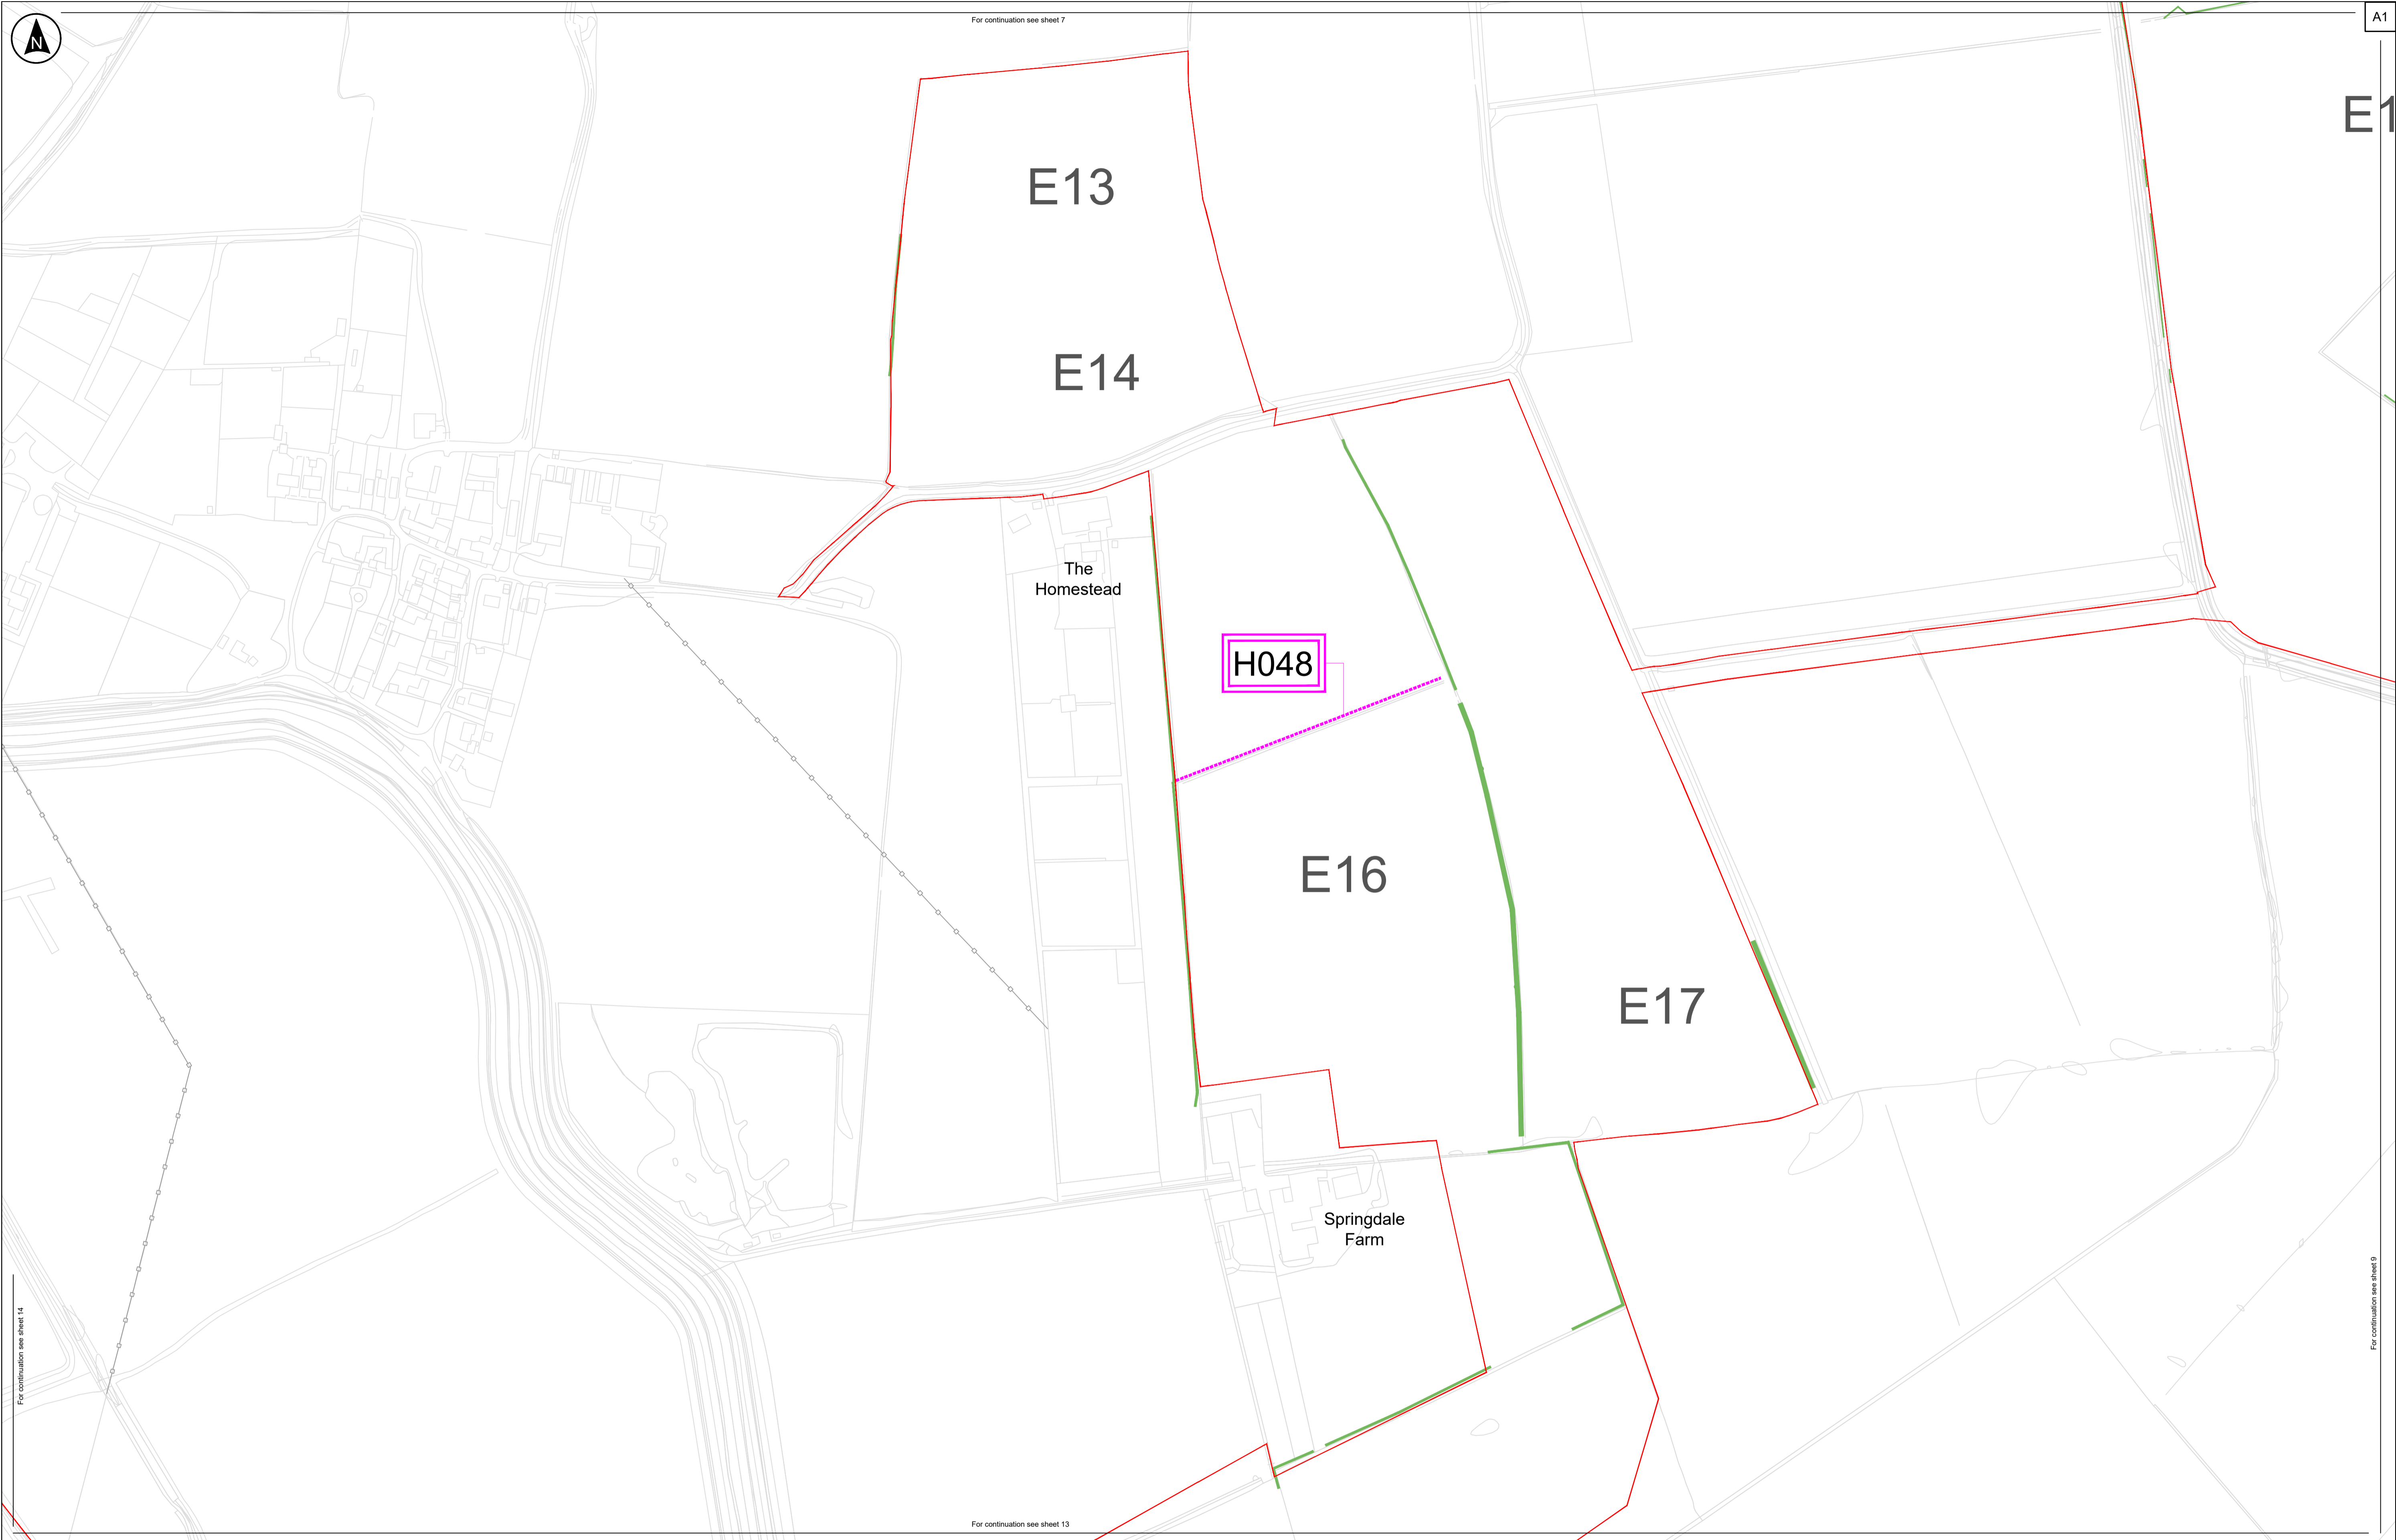 For continuation see sheet 7
A1
N
E1
E13
E14
The
Homestead
H048
E16
E17
Springdale
Farm
For continuation see sheet 14
For continuation see sheet 9
For continuation see sheet 13